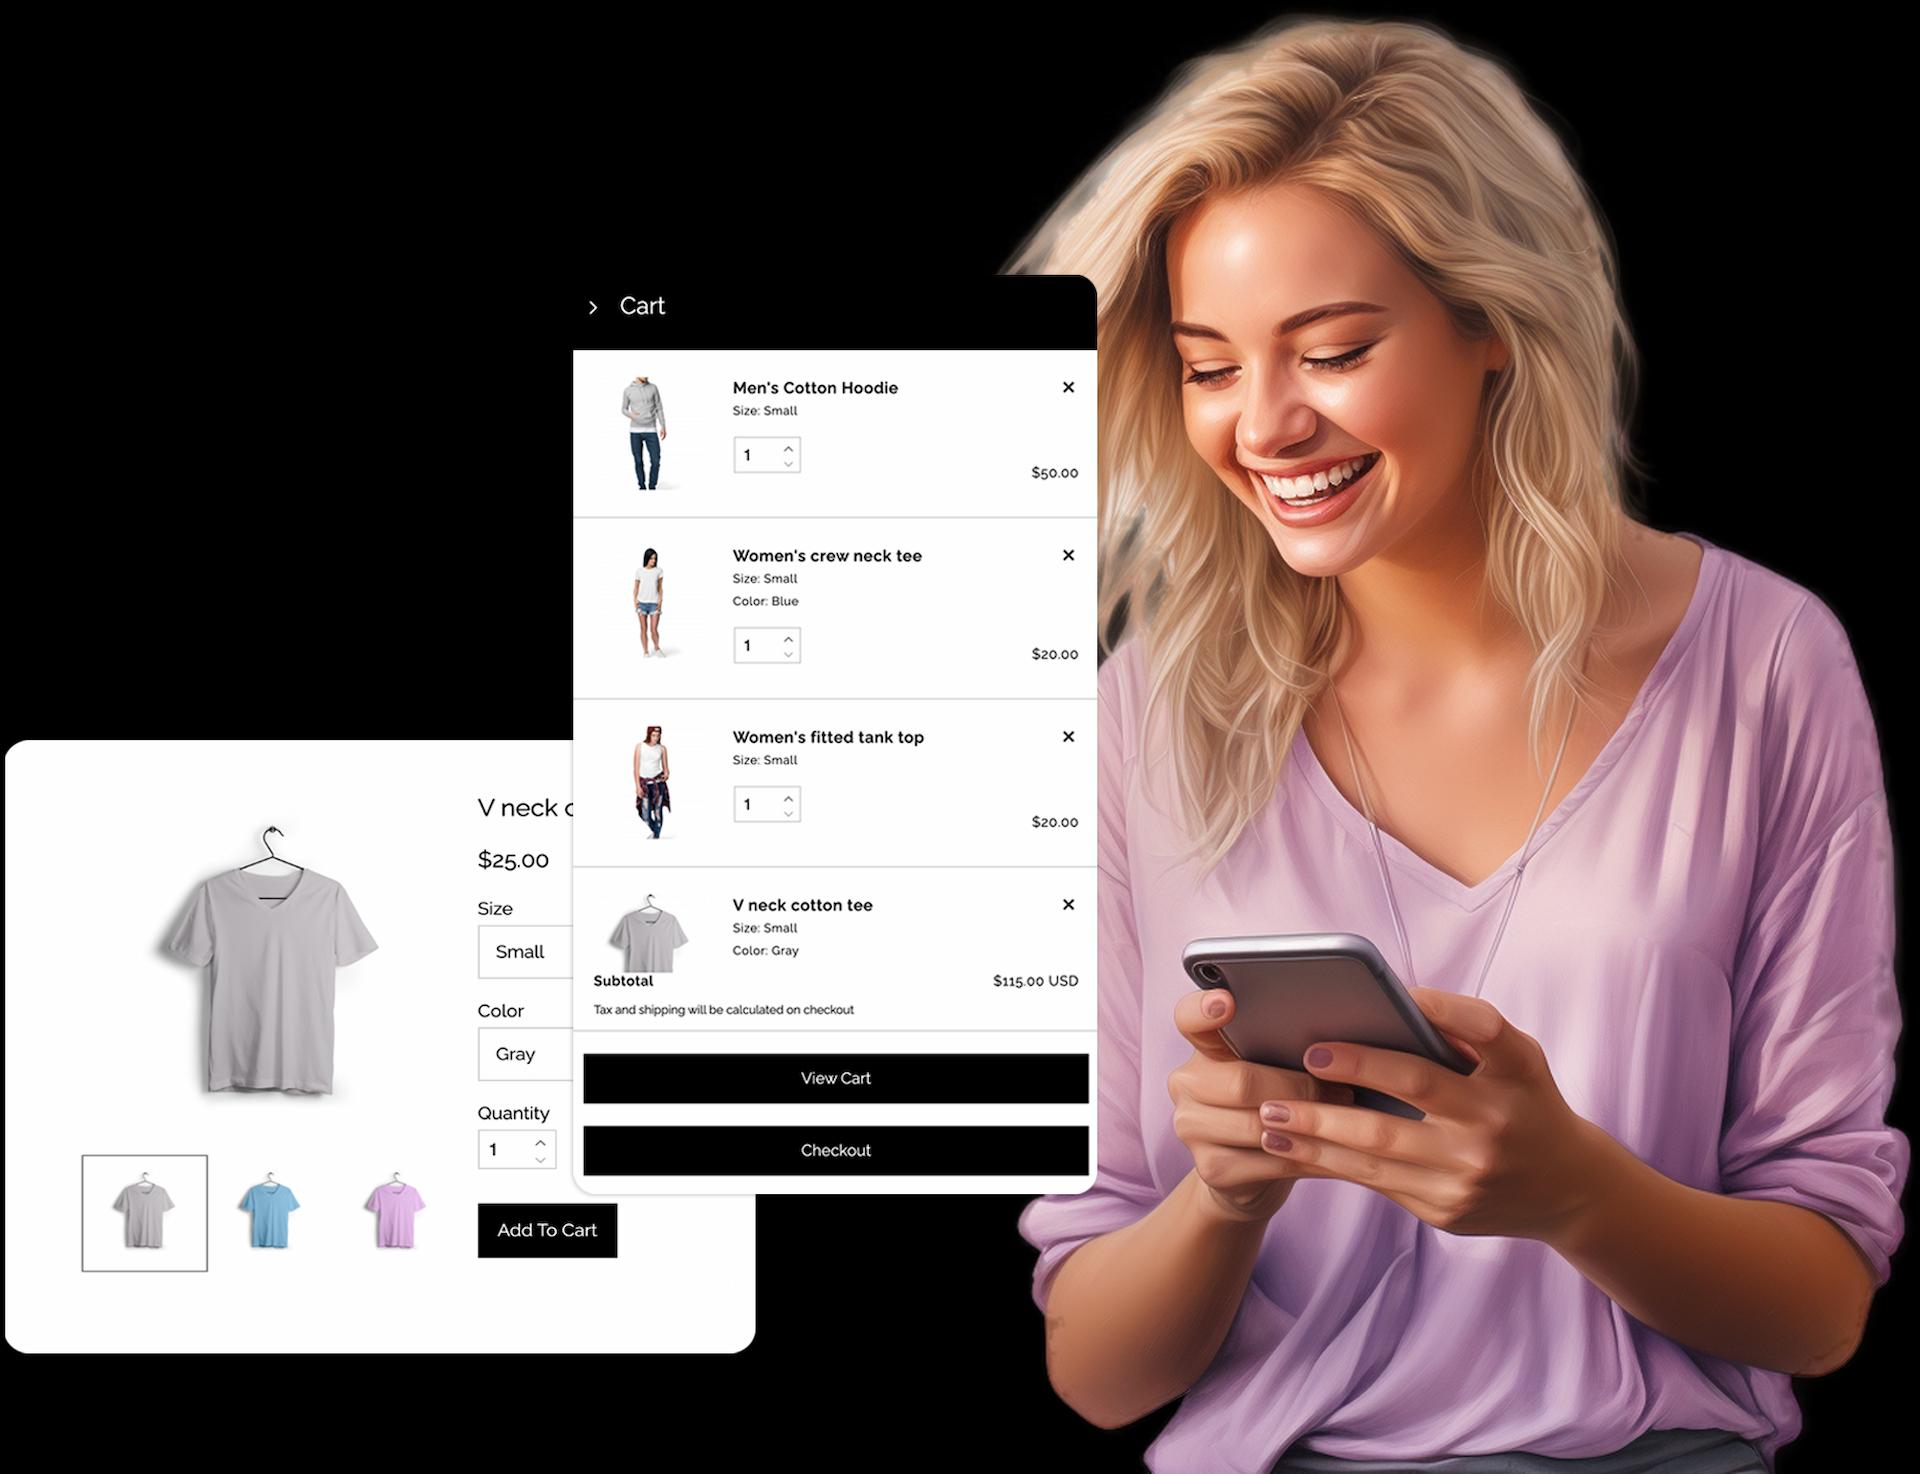 Cart
Men's Cotton Hoodie
Size: Small
1
$50.00
Women's crew neck tee
Size: Small
Color: Blue
1
$20.00
Women's fitted tank top
Size: Small
1
$20.00
V neck cotton tee
Size: Small
Color: Gray
Subtotal $115.00 USD
Tax and shipping will be calculated on checkout
View Cart
Checkout
V neck c
$25.00
Size
Small
Color
Gray
Quantity
1
Add To Cart